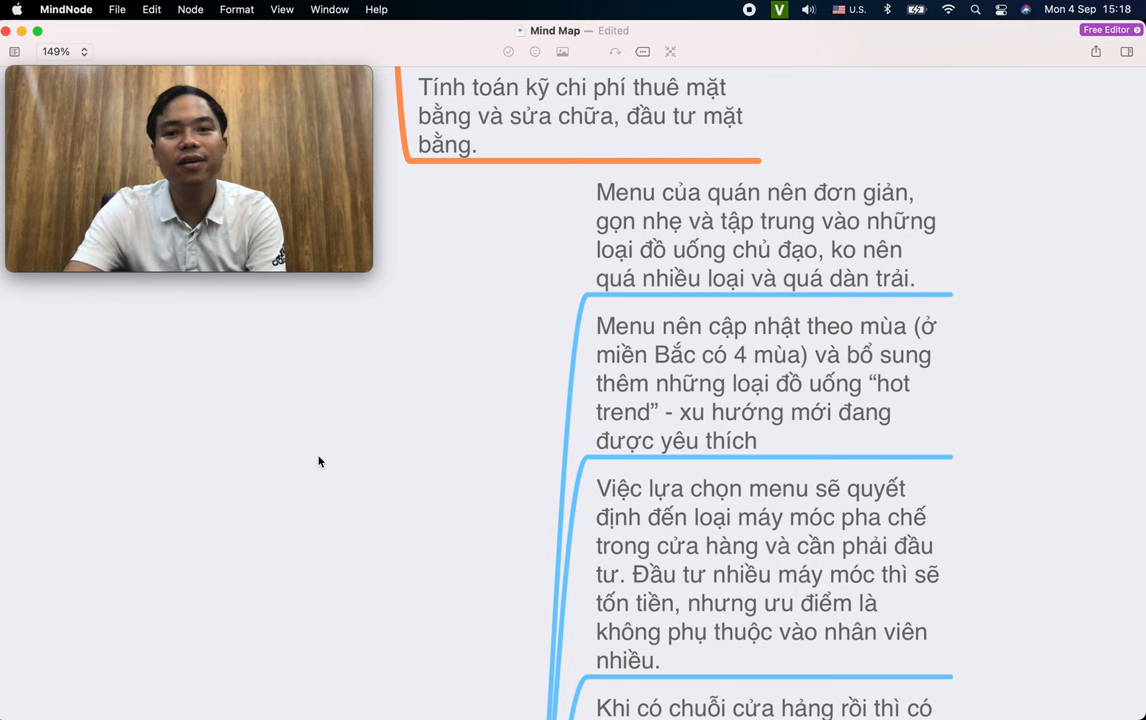 MindNode File Edit Node Format View Window Help V U.S. Mon 4 Sep 15:18
Mind Map — Edited
Free Editor
149%
Tính toán kỹ chi phí thuê mặt
bằng và sửa chữa, đầu tư mặt
bằng.
Menu của quán nên đơn giản,
gọn nhẹ và tập trung vào những
loại đồ uống chủ đạo, ko nên
quá nhiều loại và quá dàn trải.
Menu nên cập nhật theo mùa (ở
miền Bắc có 4 mùa) và bổ sung
thêm những loại đồ uống “hot
trend” - xu hướng mới đang
được yêu thích
Việc lựa chọn menu sẽ quyết
định đến loại máy móc pha chế
trong cửa hàng và cần phải đầu
tư. Đầu tư nhiều máy móc thì sẽ
tốn tiền, nhưng ưu điểm là
không phụ thuộc vào nhân viên
nhiều.
Khi có chuỗi cửa hảng rồi thì có